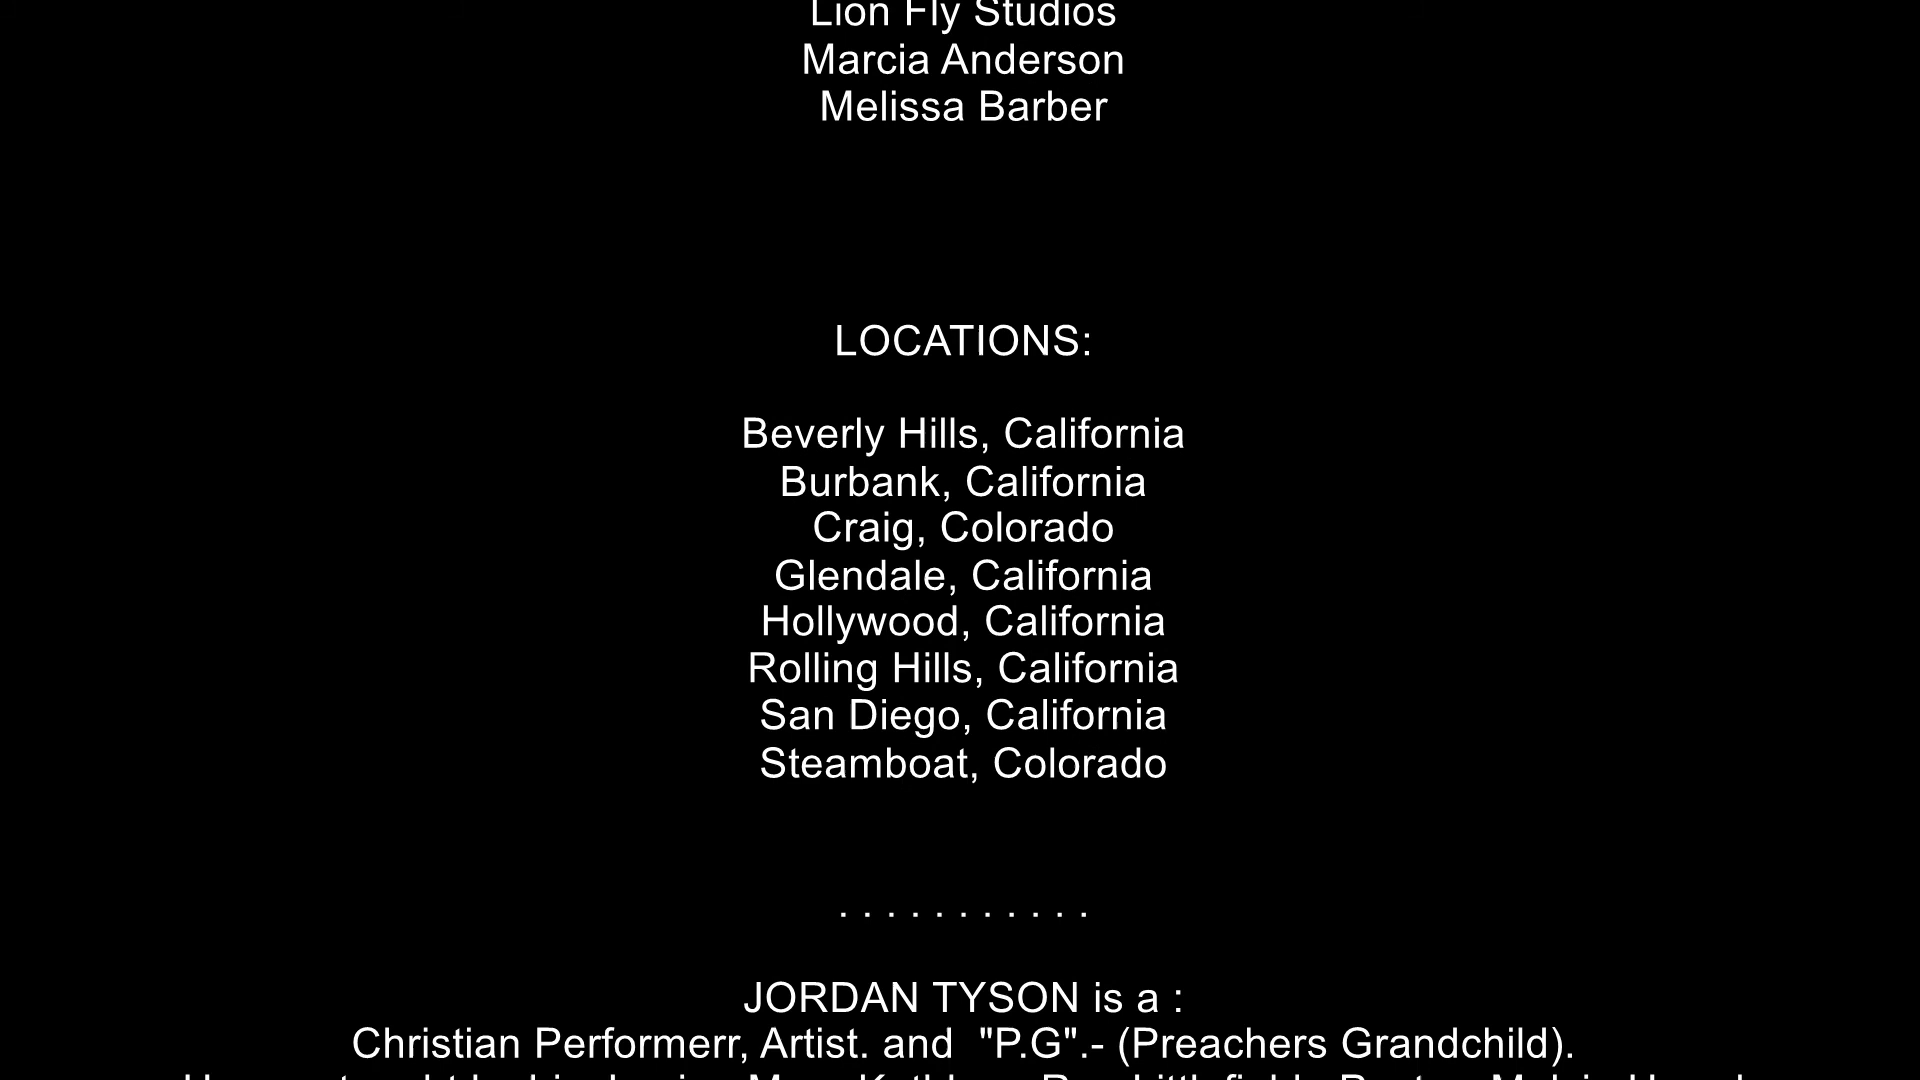 Lion Fly Studios
Marcia Anderson
Melissa Barber
LOCATIONS:
Beverly Hills, California
Burbank, California
Craig, Colorado
Glendale, California
Hollywood, California
Rolling Hills, California
San Diego, California
Steamboat, Colorado
. . . . . . . . . . .
JORDAN TYSON is a :
Christian Performerr, Artist. and  "P.G".- (Preachers Grandchild).